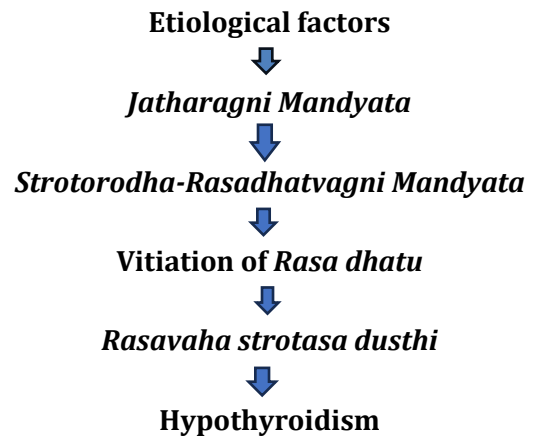 Etiological factors
Jatharagni Mandyata
Strotorodha-Rasadhatvagni Mandyata
Vitiation of Rasa dhatu
Rasavaha strotasa dusthi
Hypothyroidism